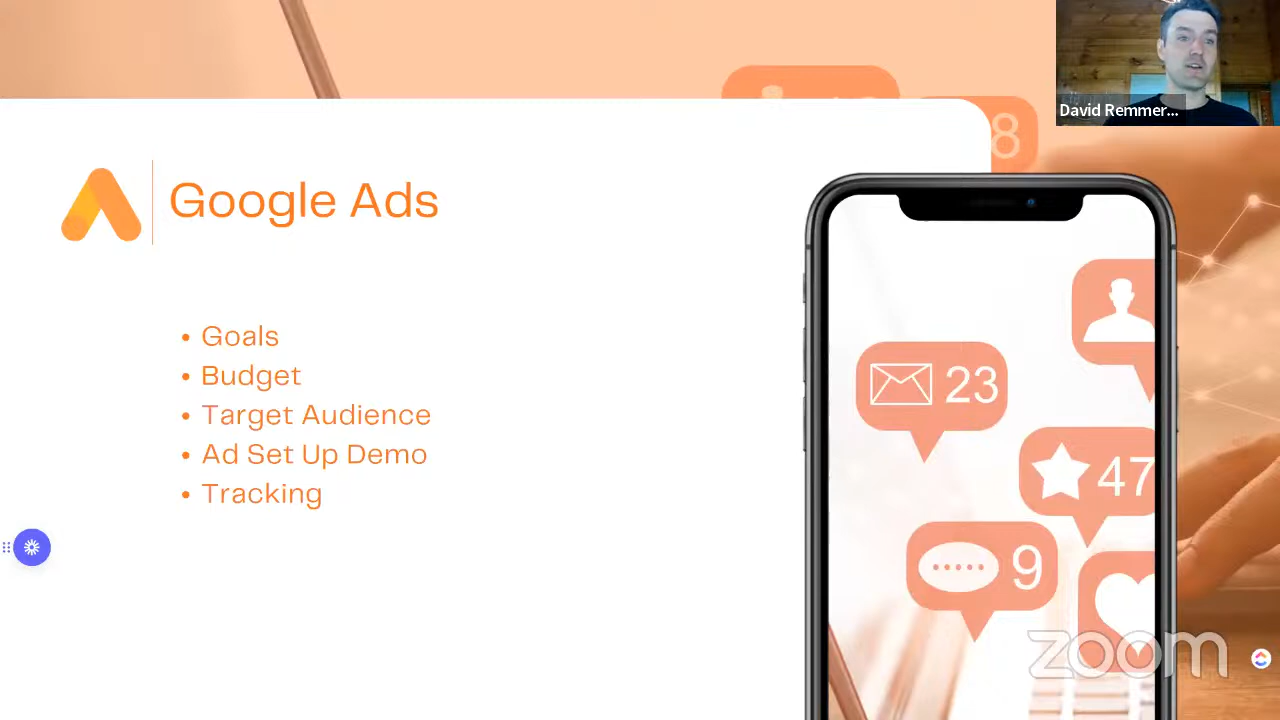 David Remmer...
8
Google Ads
Goals
Budget
Target Audience
Ad Set Up Demo
Tracking
23
47
9
zoom